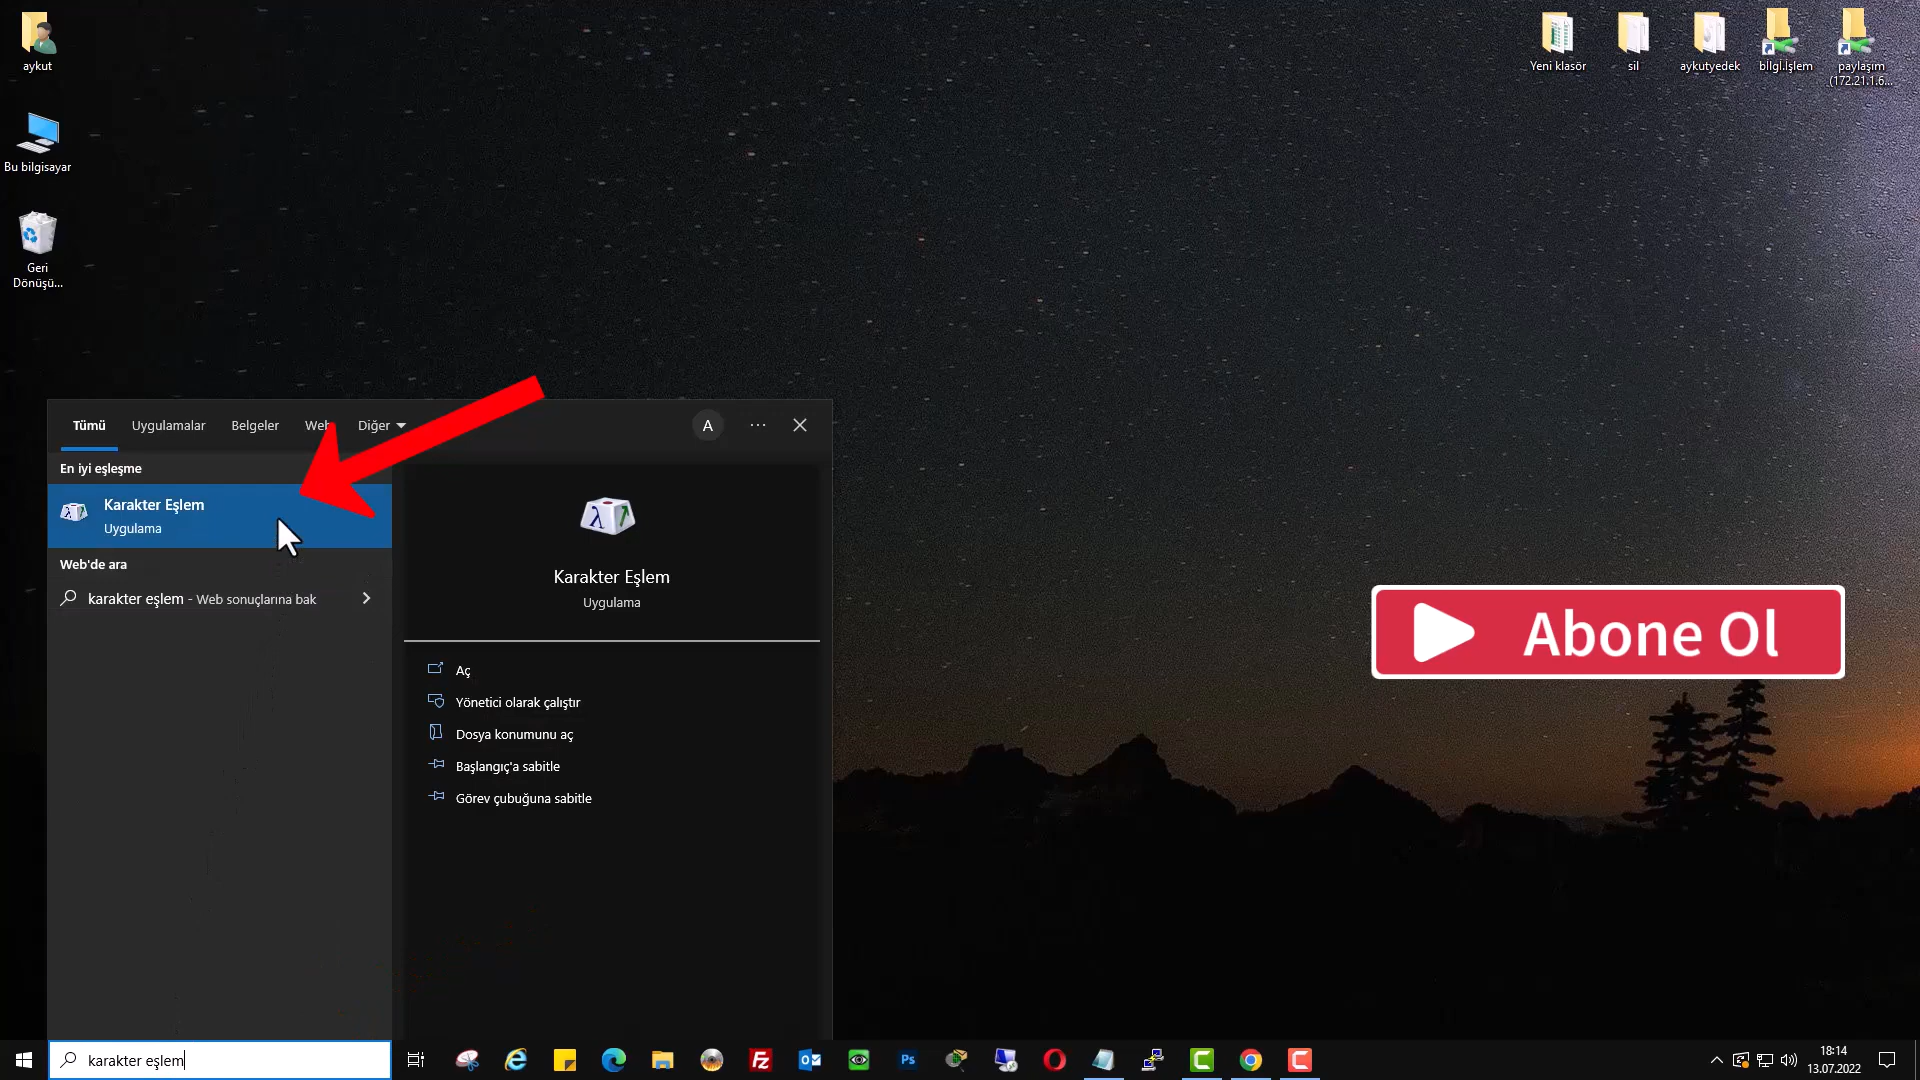 aykut
Bu bilgisayar
Geri
Dönüşü...
Yeni klasör
sil
aykutyedek
bilgi.işlem
paylaşım
(172.21.1.6...
Tümü
Uygulamalar
Belgeler
Web
Diğer
A
En iyi eşleşme
Karakter Eşlem
Uygulama
Web'de ara
karakter eşlem - Web sonuçlarına bak
Karakter Eşlem
Uygulama
Aç
Yönetici olarak çalıştır
Dosya konumunu aç
Başlangıç'a sabitle
Görev çubuğuna sabitle
Abone Ol
karakter eşlem
Ps
18:14
13.07.2022